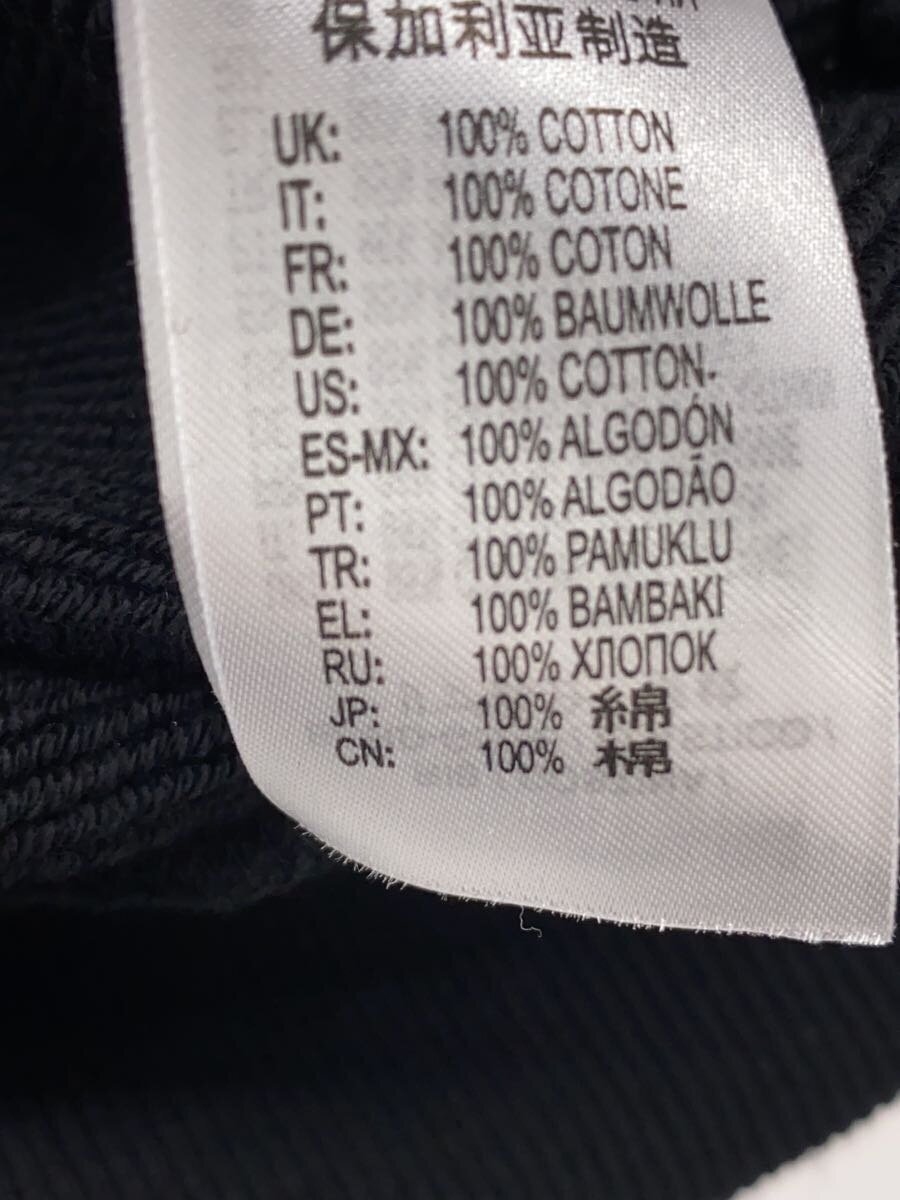 保加利亚制造
UK: 100% COTTON
IT: 100% COTONE
FR: 100% COTON
DE: 100% BAUMWOLLE
US: 100% COTTON
ES-MX: 100% ALGODÓN
PT: 100% ALGODÃO
TR: 100% PAMUKLU
EL: 100% BAMBAKI
RU: 100% ХЛОПОК
JP: 100% 綿
CN: 100% 棉